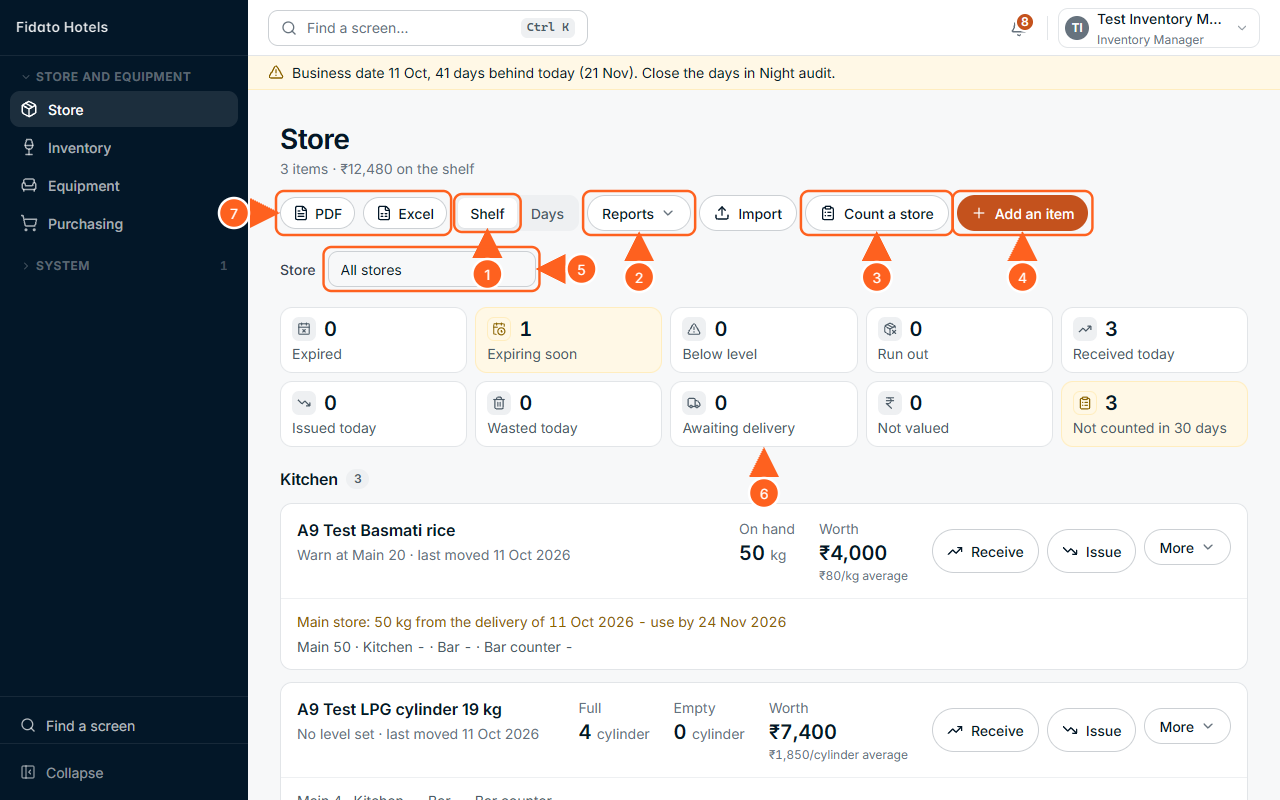 Fidato Hotels
Find a screen... Ctrl K
8
TI
Test Inventory M...
Inventory Manager
Business date 11 Oct, 41 days behind today (21 Nov). Close the days in Night audit.
STORE AND EQUIPMENT
Store
Inventory
Equipment
Purchasing
SYSTEM 1
Find a screen
Collapse
Store
3 items · ₹12,480 on the shelf
7 PDF Excel Shelf Days Reports Import Count a store + Add an item
1 2 3 4
Store All stores 5
0 Expired
1 Expiring soon
0 Below level
0 Run out
3 Received today
0 Issued today
0 Wasted today
0 Awaiting delivery
0 Not valued
3 Not counted in 30 days
6
Kitchen 3
A9 Test Basmati rice
Warn at Main 20 · last moved 11 Oct 2026
On hand
50 kg
Worth
₹4,000
₹80/kg average
Receive Issue More
Main store: 50 kg from the delivery of 11 Oct 2026 - use by 24 Nov 2026
Main 50 · Kitchen - · Bar - · Bar counter -
A9 Test LPG cylinder 19 kg
No level set · last moved 11 Oct 2026
Full
4 cylinder
Empty
0 cylinder
Worth
₹7,400
₹1,850/cylinder average
Receive Issue More
Main 4 · Kitchen - · Bar - · Bar counter -